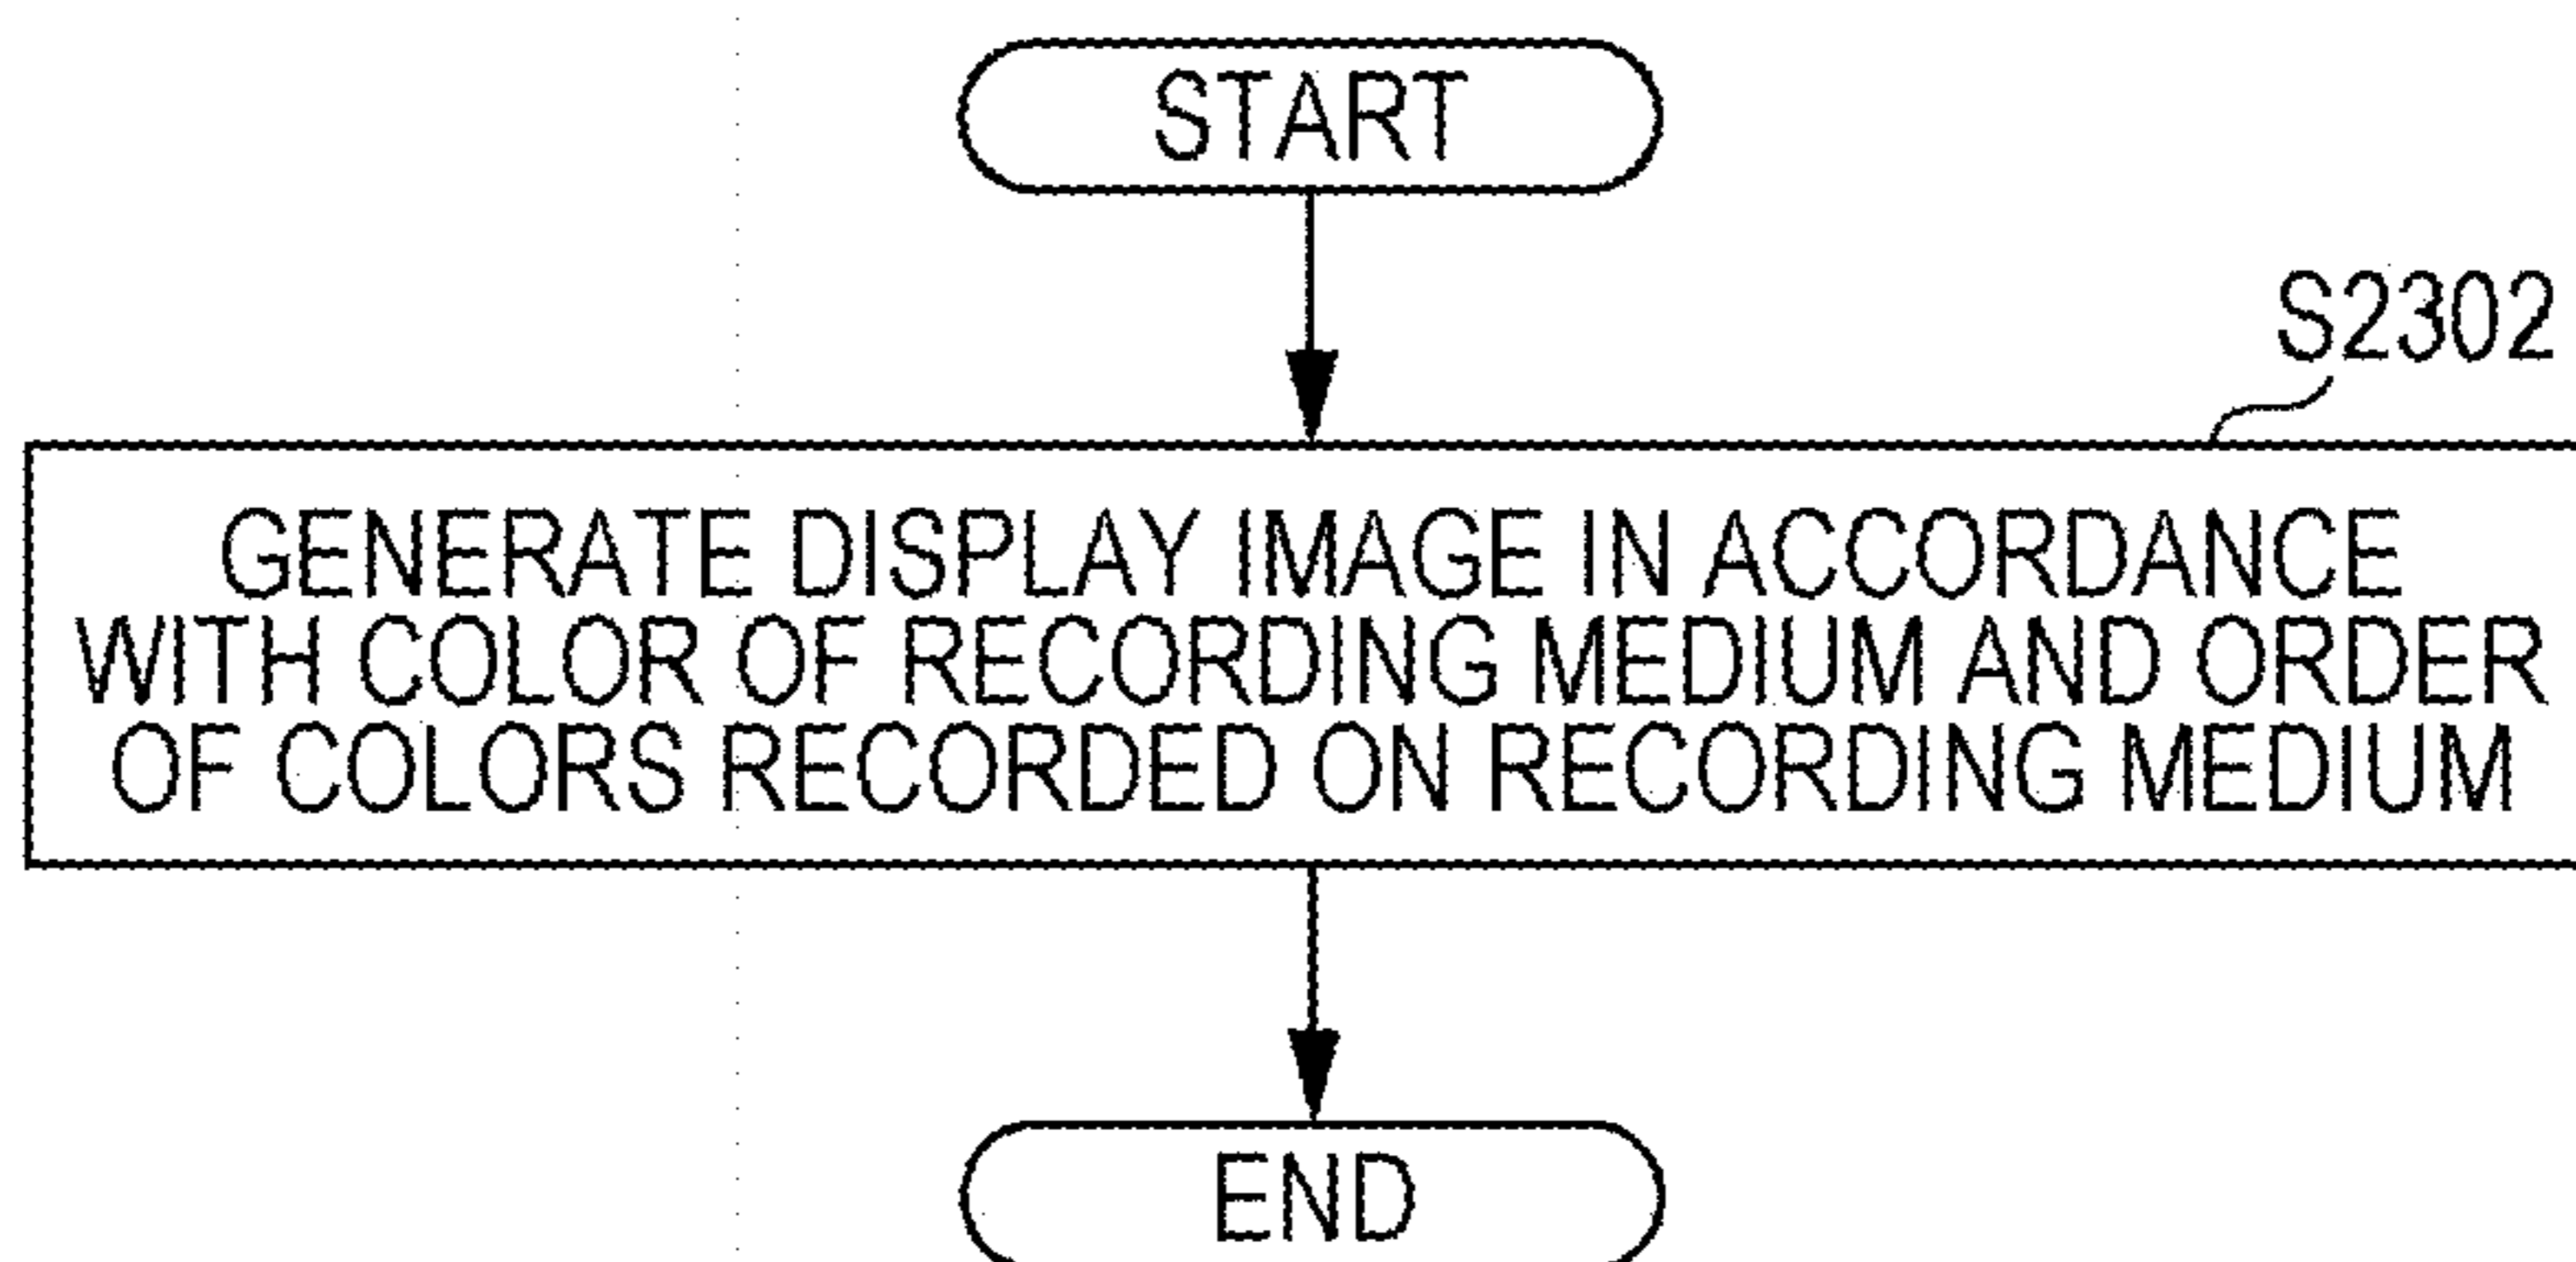 START
S2302
GENERATE DISPLAY IMAGE IN ACCORDANCE
WITH COLOR OF RECORDING MEDIUM AND ORDER
OF COLORS RECORDED ON RECORDING MEDIUM
END